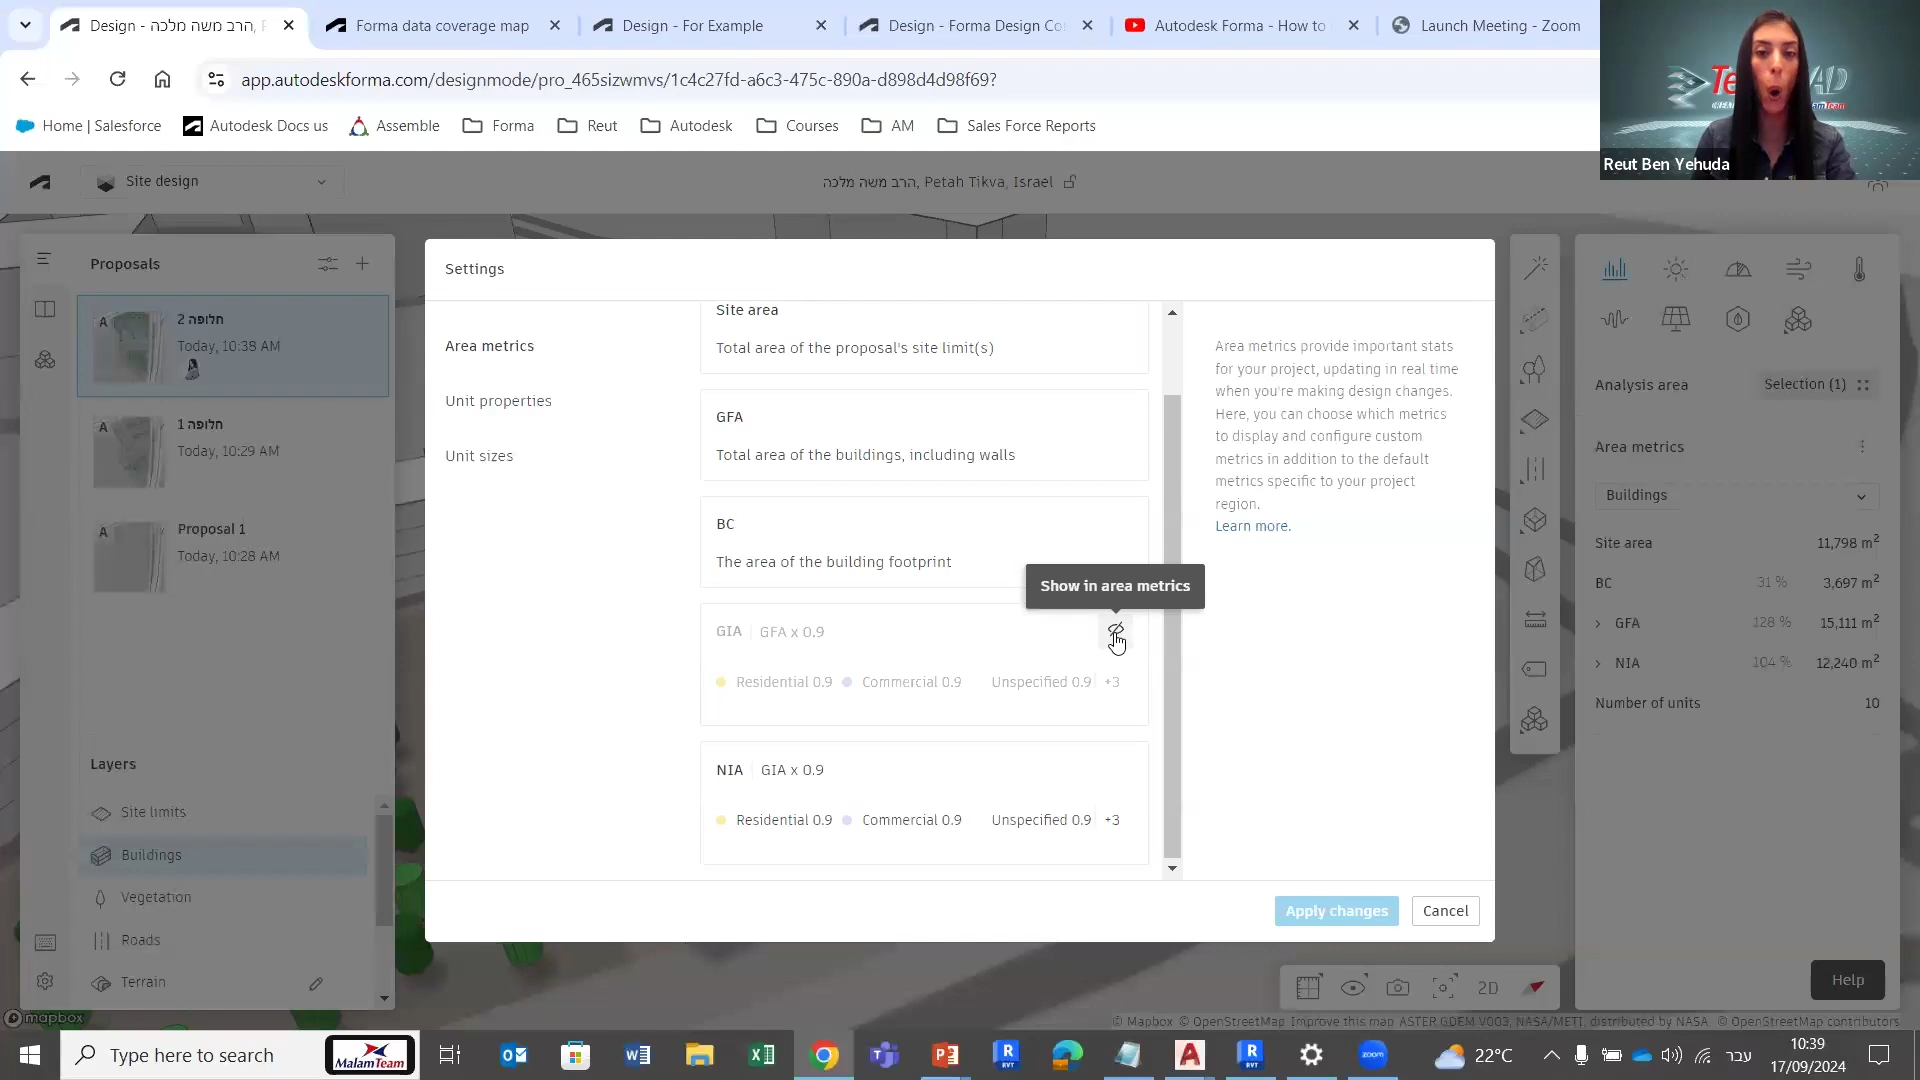 Design - הרב משה מלכה, P
Forma data coverage map
Design - For Example
Design - Forma Design Co
Autodesk Forma - How to
Launch Meeting - Zoom
app.autodeskforma.com/designmode/pro_465sizwmvs/1c4c27fd-a6c3-475c-890a-d898d4d98f69?
Home | Salesforce
Autodesk Docs us
Assemble
Forma
Reut
Autodesk
Courses
AM
Sales Force Reports
Reut Ben Yehuda
Site design
הרב משה מלכה, Petah Tikva, Israel
Proposals
A
חלופה 2
Today, 10:38 AM
A
חלופה 1
Today, 10:29 AM
A
Proposal 1
Today, 10:28 AM
Layers
Site limits
Buildings
Vegetation
Roads
Terrain
mapbox
Settings
Area metrics
Unit properties
Unit sizes
Site area
Total area of the proposal's site limit(s)
GFA
Total area of the buildings, including walls
BC
The area of the building footprint
Show in area metrics
GIA GFA x 0.9
Residential 0.9 Commercial 0.9 Unspecified 0.9 +3
NIA GIA x 0.9
Residential 0.9 Commercial 0.9 Unspecified 0.9 +3
Area metrics provide important stats
for your project, updating in real time
when you're making design changes.
Here, you can choose which metrics
to display and configure custom
metrics in addition to the default
metrics specific to your project
region.
Learn more.
Apply changes
Cancel
Analysis area
Selection (1)
Area metrics
Buildings
Site area 11,798 m²
BC 31 % 3,697 m²
GFA 128 % 15,111 m²
NIA 104 % 12,240 m²
Number of units 10
2D
Help
© Mapbox © OpenStreetMap Improve this map ASTER GDEM V003, NASA/METI, distributed by NASA. © OpenStreetMap contributors
Type here to search
MalamTeam
zoom
22°C
עבר
10:39
17/09/2024